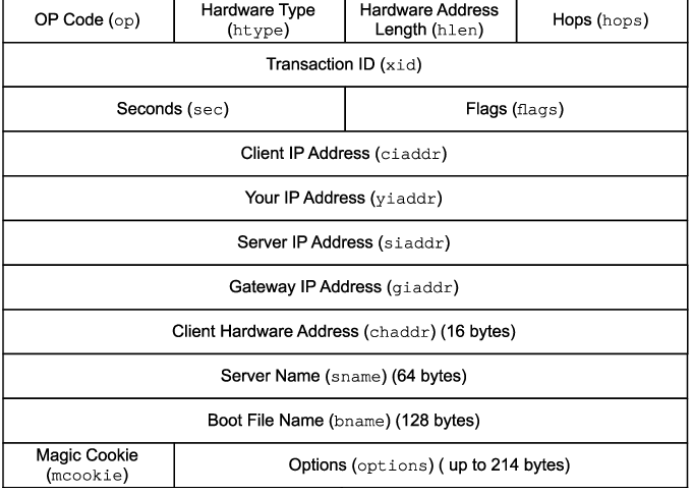 OP Code (op)
Hardware Type
(htype)
Hardware Address
Length (hlen)
Hops (hops)
Transaction ID (xid)
Seconds (sec)
Flags (flags)
Client IP Address (ciaddr)
Your IP Address (yiaddr)
Server IP Address (siaddr)
Gateway IP Address (giaddr)
Client Hardware Address (chaddr) (16 bytes)
Server Name (sname) (64 bytes)
Boot File Name (bname) (128 bytes)
Magic Cookie
(mcookie)
Options (options) ( up to 214 bytes)